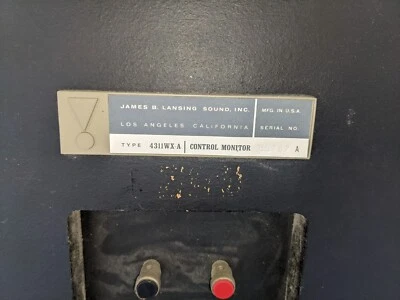 JAMES B. LANSING SOUND, INC. MFG. IN U.S.A.
LOS ANGELES CALIFORNIA SERIAL NO.
TYPE 4311WX-A CONTROL MONITOR A